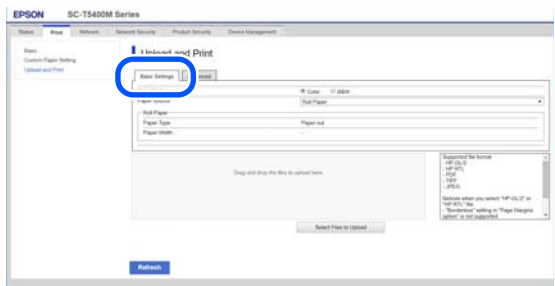 EPSON SC-T5400M Series
Status Print Network Network Security Product Security Device Management
Basic
Custom Paper Setting
Upload and Print
Upload and Print
Basic Settings
Color B&W
Paper Source Roll Paper
Roll Paper
Paper Type Paper out
Paper Width -
Drag and drop the files to upload here.
Supported file format
- HP-GL/2
- HP RTL
- PDF
- TIFF
- JPEG
Notices when you select "HP-GL/2" or
"HP RTL" file
- "Borderless" setting in "Page Margins
option" is not supported.
Select Files to Upload
Refresh